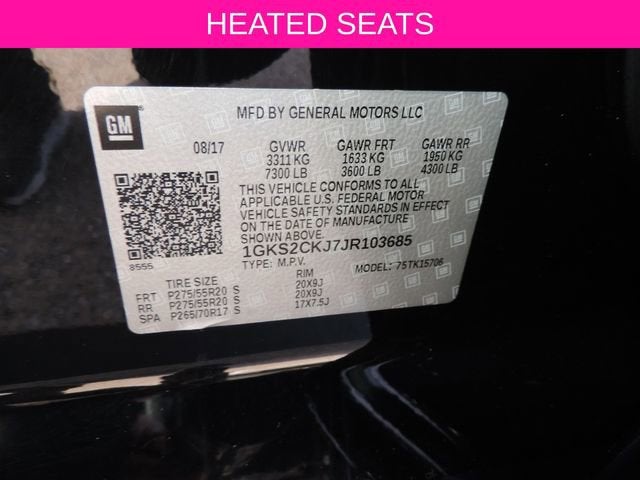 HEATED SEATS
GM
MFD BY GENERAL MOTORS LLC
08/17 GVWR GAWR FRT GAWR RR
3311 KG 1633 KG 1950 KG
7300 LB 3600 LB 4300 LB
THIS VEHICLE CONFORMS TO ALL
APPLICABLE U.S. FEDERAL MOTOR
VEHICLE SAFETY STANDARDS IN EFFECT
ON THE DATE OF MANUFACTURE
SHOWN ABOVE.
1GKS2CKJ7JR103685
8555 TYPE: M.P.V. MODEL: 75TK15706
TIRE SIZE RIM
FRT P275/55R20 S 20X9J
RR P275/55R20 S 20X9J
SPA P265/70R17 S 17X7.5J